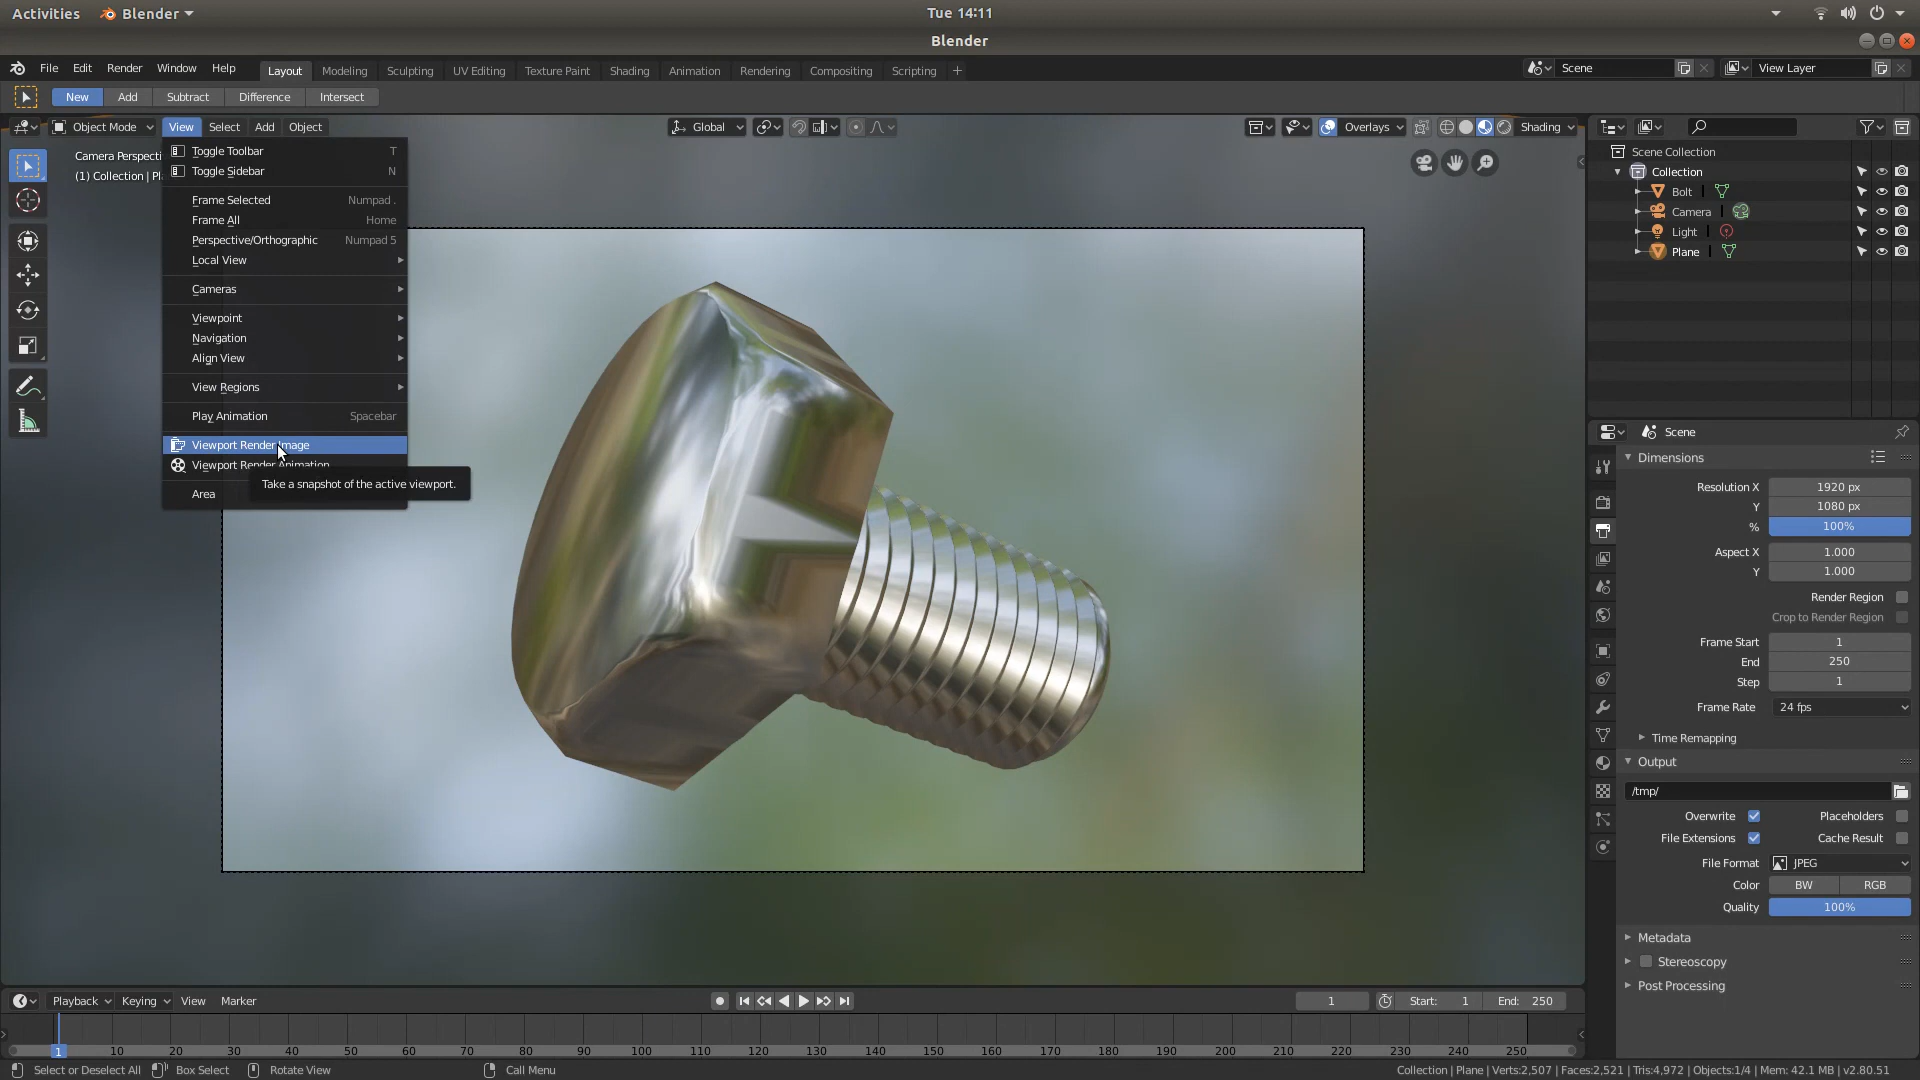 Activities Blender Tue 14:11
Blender
File Edit Render Window Help Layout Modeling Sculpting UV Editing Texture Paint Shading Animation Rendering Compositing Scripting + Scene View Layer
New Add Subtract Difference Intersect
Object Mode View Select Add Object Global Overlays Shading
Camera Perspecti
(1) Collection | Pl
Toggle Toolbar T
Toggle Sidebar N
Frame Selected Numpad .
Frame All Home
Perspective/Orthographic Numpad 5
Local View
Cameras
Viewpoint
Navigation
Align View
View Regions
Play Animation Spacebar
Viewport Render Image
Viewport Render Animation
Take a snapshot of the active viewport.
Area
Scene Collection
Collection
Bolt
Camera
Light
Plane
Scene
Dimensions
Resolution X 1920 px
Y 1080 px
% 100%
Aspect X 1.000
Y 1.000
Render Region
Crop to Render Region
Frame Start 1
End 250
Step 1
Frame Rate 24 fps
Time Remapping
Output
/tmp/
Overwrite Placeholders
File Extensions Cache Result
File Format JPEG
Color BW RGB
Quality 100%
Metadata
Stereoscopy
Post Processing
Playback Keying View Marker 1 Start: 1 End: 250
1 10 20 30 40 50 60 70 80 90 100 110 120 130 140 150 160 170 180 190 200 210 220 230 240 250
Select or Deselect All Box Select Rotate View Call Menu Collection | Plane | Verts:2,507 | Faces:2,521 | Tris:4,972 | Objects:1/4 | Mem: 42.1 MB | v2.80.51